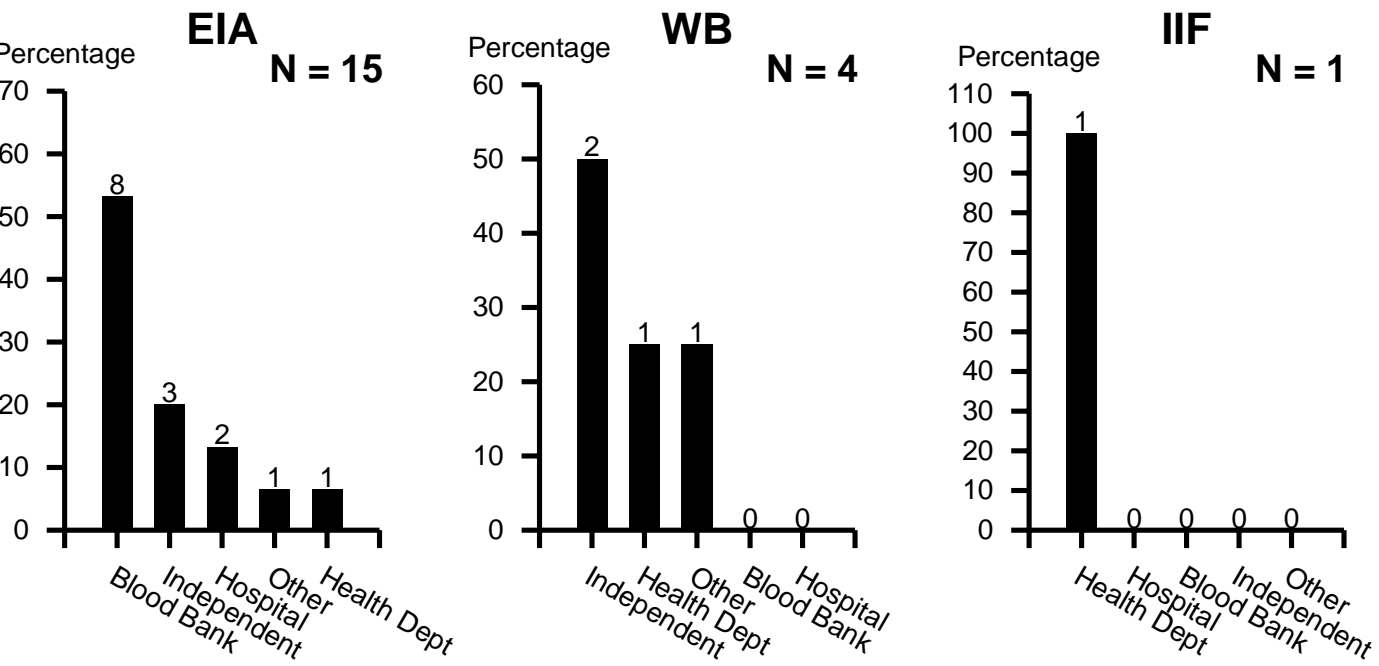 EIA
Percentage
N = 15
70
60
50
40
30
20
10
0
8
3
2
1
1
Blood Bank
Independent
Hospital
Other
Health Dept
WB
Percentage
N = 4
60
50
40
30
20
10
0
2
1
1
0
0
Independent
Health Dept
Other
Blood Bank
Hospital
IIF
Percentage
N = 1
110
100
90
80
70
60
50
40
30
20
10
0
1
0
0
0
0
Health Dept
Hospital
Blood Bank
Independent
Other